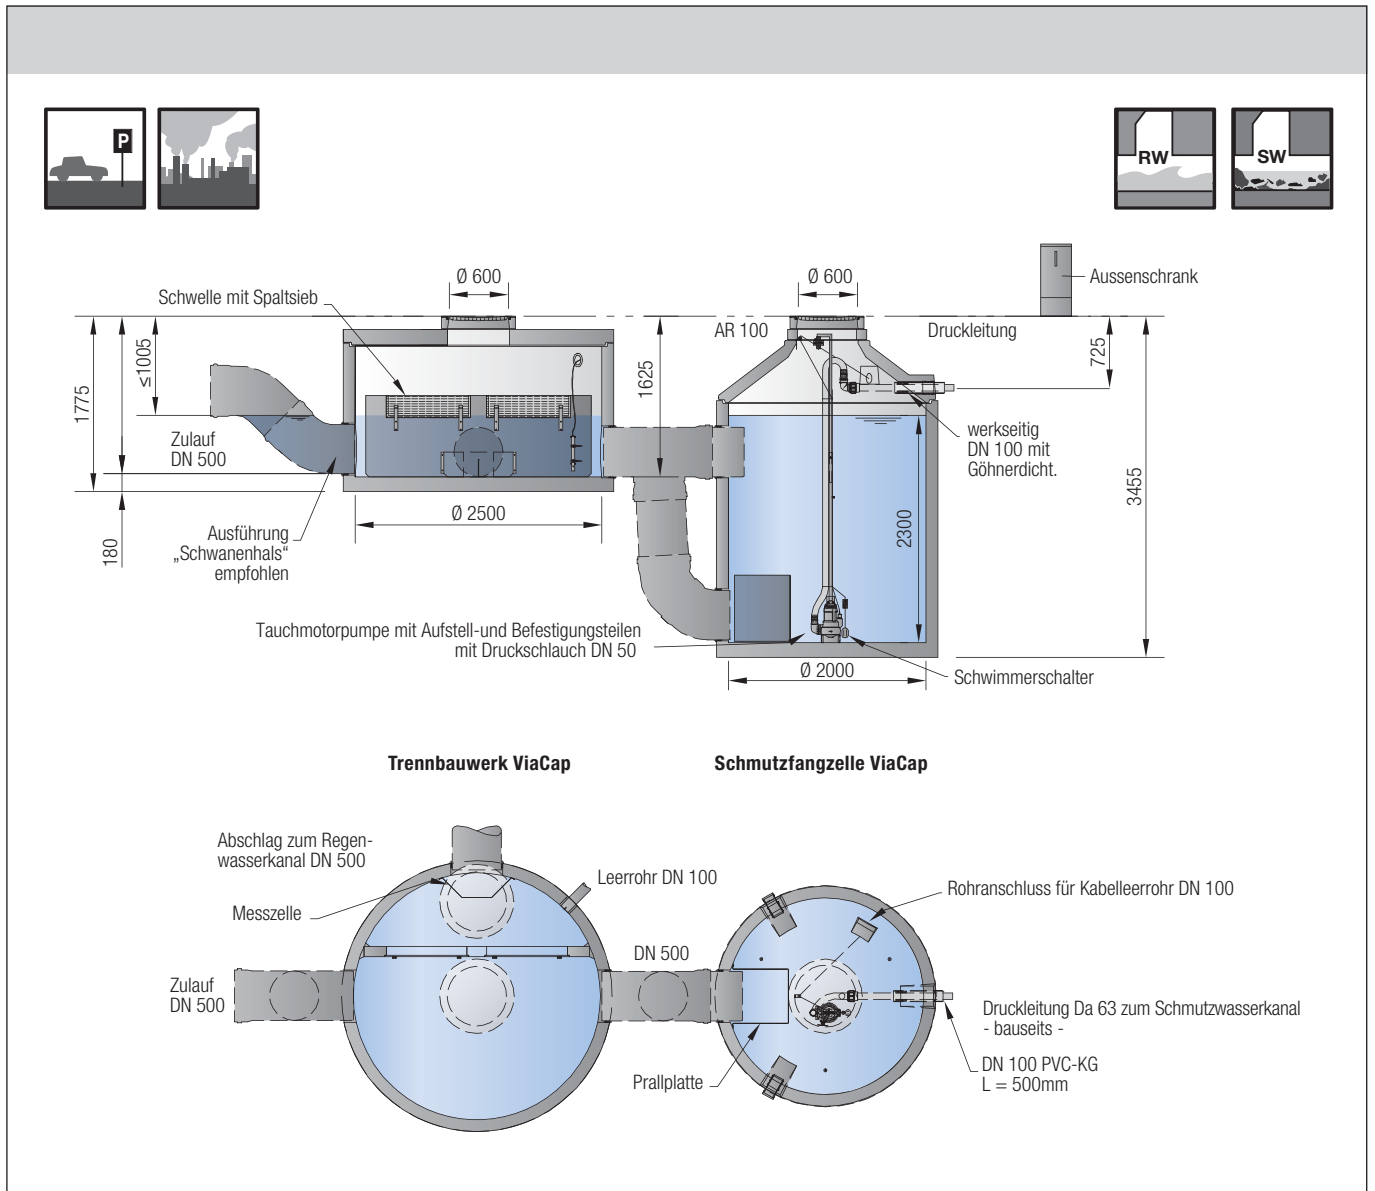 P
RW
SW
Ø 600
Ø 600
Schwelle mit Spaltsieb
Aussenschrank
AR 100
Druckleitung
≤1005
1775
1625
725
Zulauf
DN 500
werkseitig
DN 100 mit
Göhnerdicht.
3455
Ø 2500
2300
180
Ausführung
„Schwanenhals“
empfohlen
Tauchmotorpumpe mit Aufstell-und Befestigungsteilen
mit Druckschlauch DN 50
Ø 2000
Schwimmerschalter
Trennbauwerk ViaCap
Schmutzfangzelle ViaCap
Abschlag zum Regen-
wasserkanal DN 500
Leerrohr DN 100
Rohranschluss für Kabelleerrohr DN 100
Messzelle
DN 500
Zulauf
DN 500
Druckleitung Da 63 zum Schmutzwasserkanal
- bauseits -
DN 100 PVC-KG
L = 500mm
Prallplatte